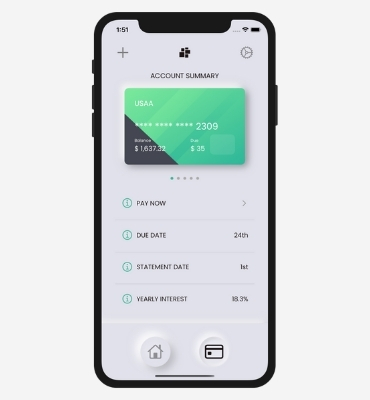 1:51
ACCOUNT SUMMARY
USAA
**** **** **** 2309
Balance Due
$ 1,637.32 $ 35
PAY NOW
DUE DATE 24th
STATEMENT DATE 1st
YEARLY INTEREST 18.3%